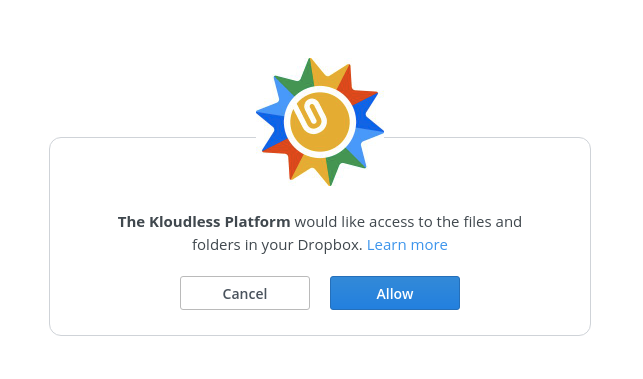 The Kloudless Platform would like access to the files and
folders in your Dropbox. Learn more
Cancel
Allow